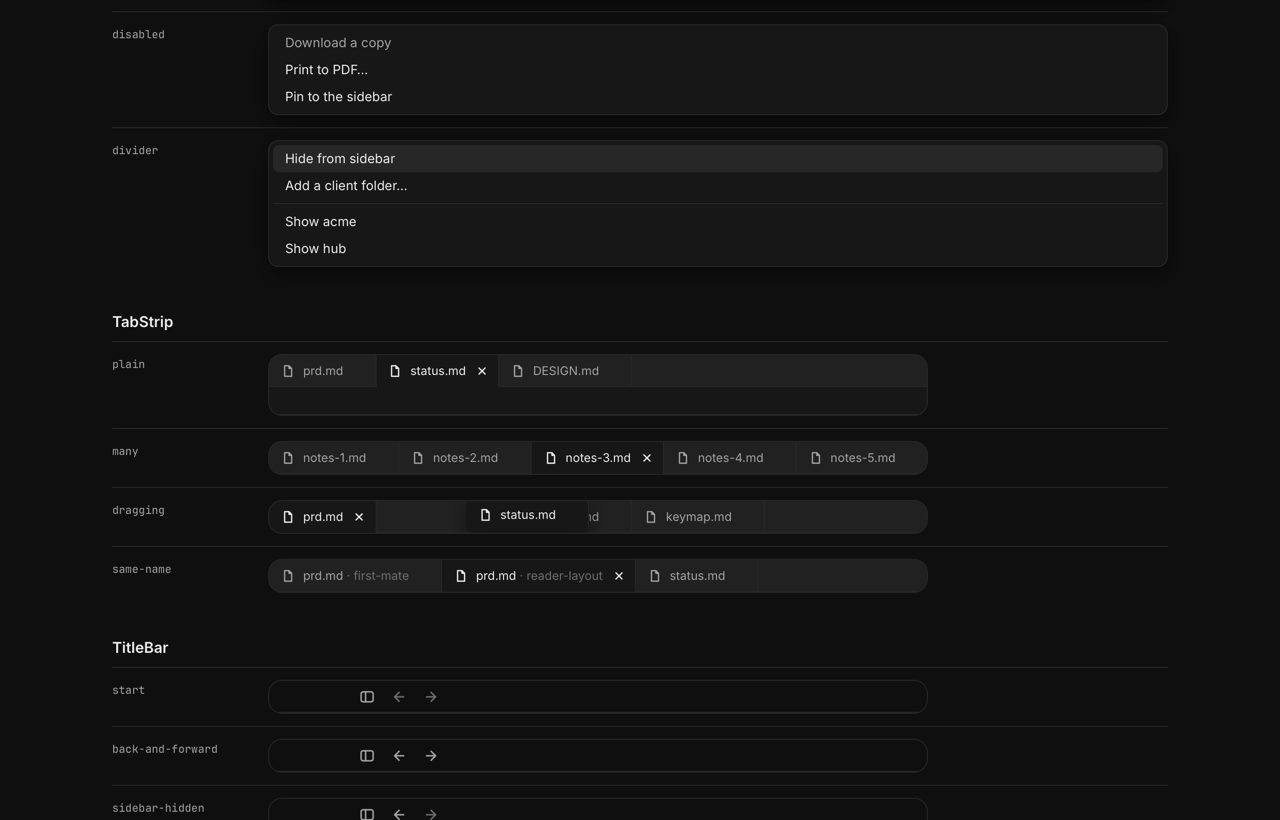 disabled
Download a copy
Print to PDF...
Pin to the sidebar
divider
Hide from sidebar
Add a client folder...
Show acme
Show hub
TabStrip
plain
prd.md status.md DESIGN.md
many
notes-1.md notes-2.md notes-3.md notes-4.md notes-5.md
dragging
prd.md status.md keymap.md
same-name
prd.md · first-mate prd.md · reader-layout status.md
TitleBar
start
back-and-forward
sidebar-hidden